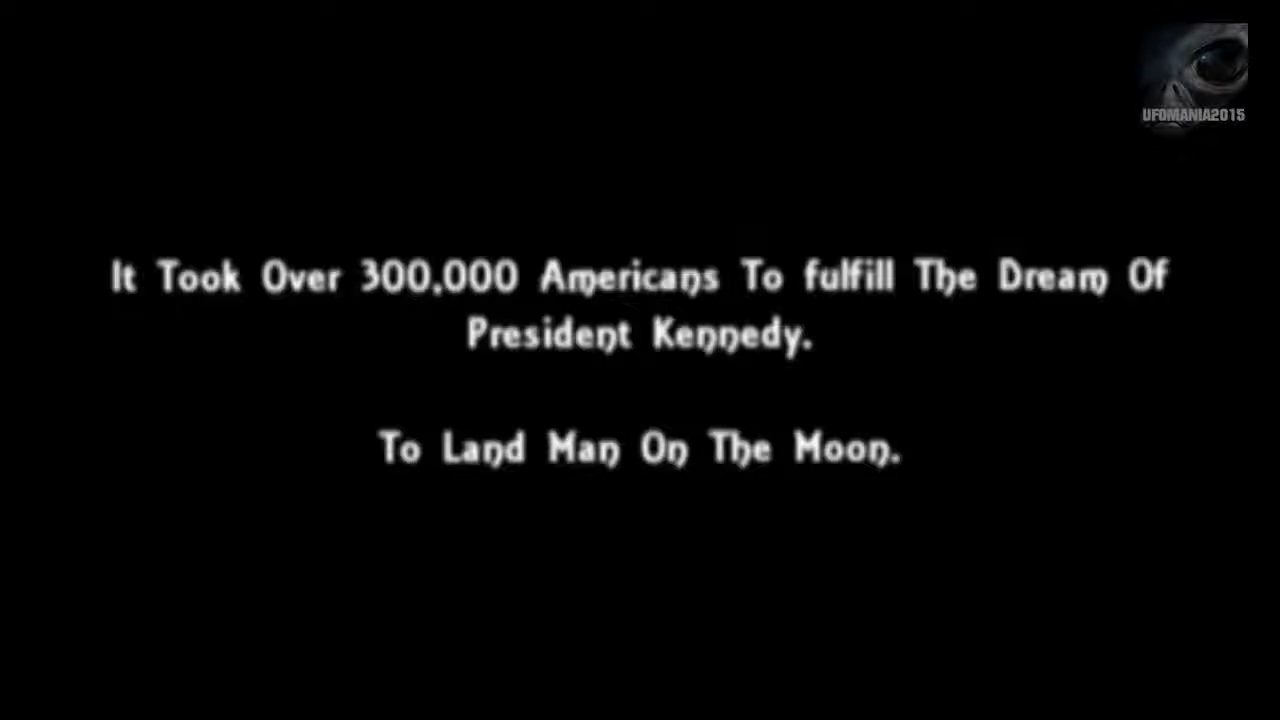 UFOMANIA2015
It Took Over 300,000 Americans To fulfill The Dream Of
President Kennedy.
To Land Man On The Moon.